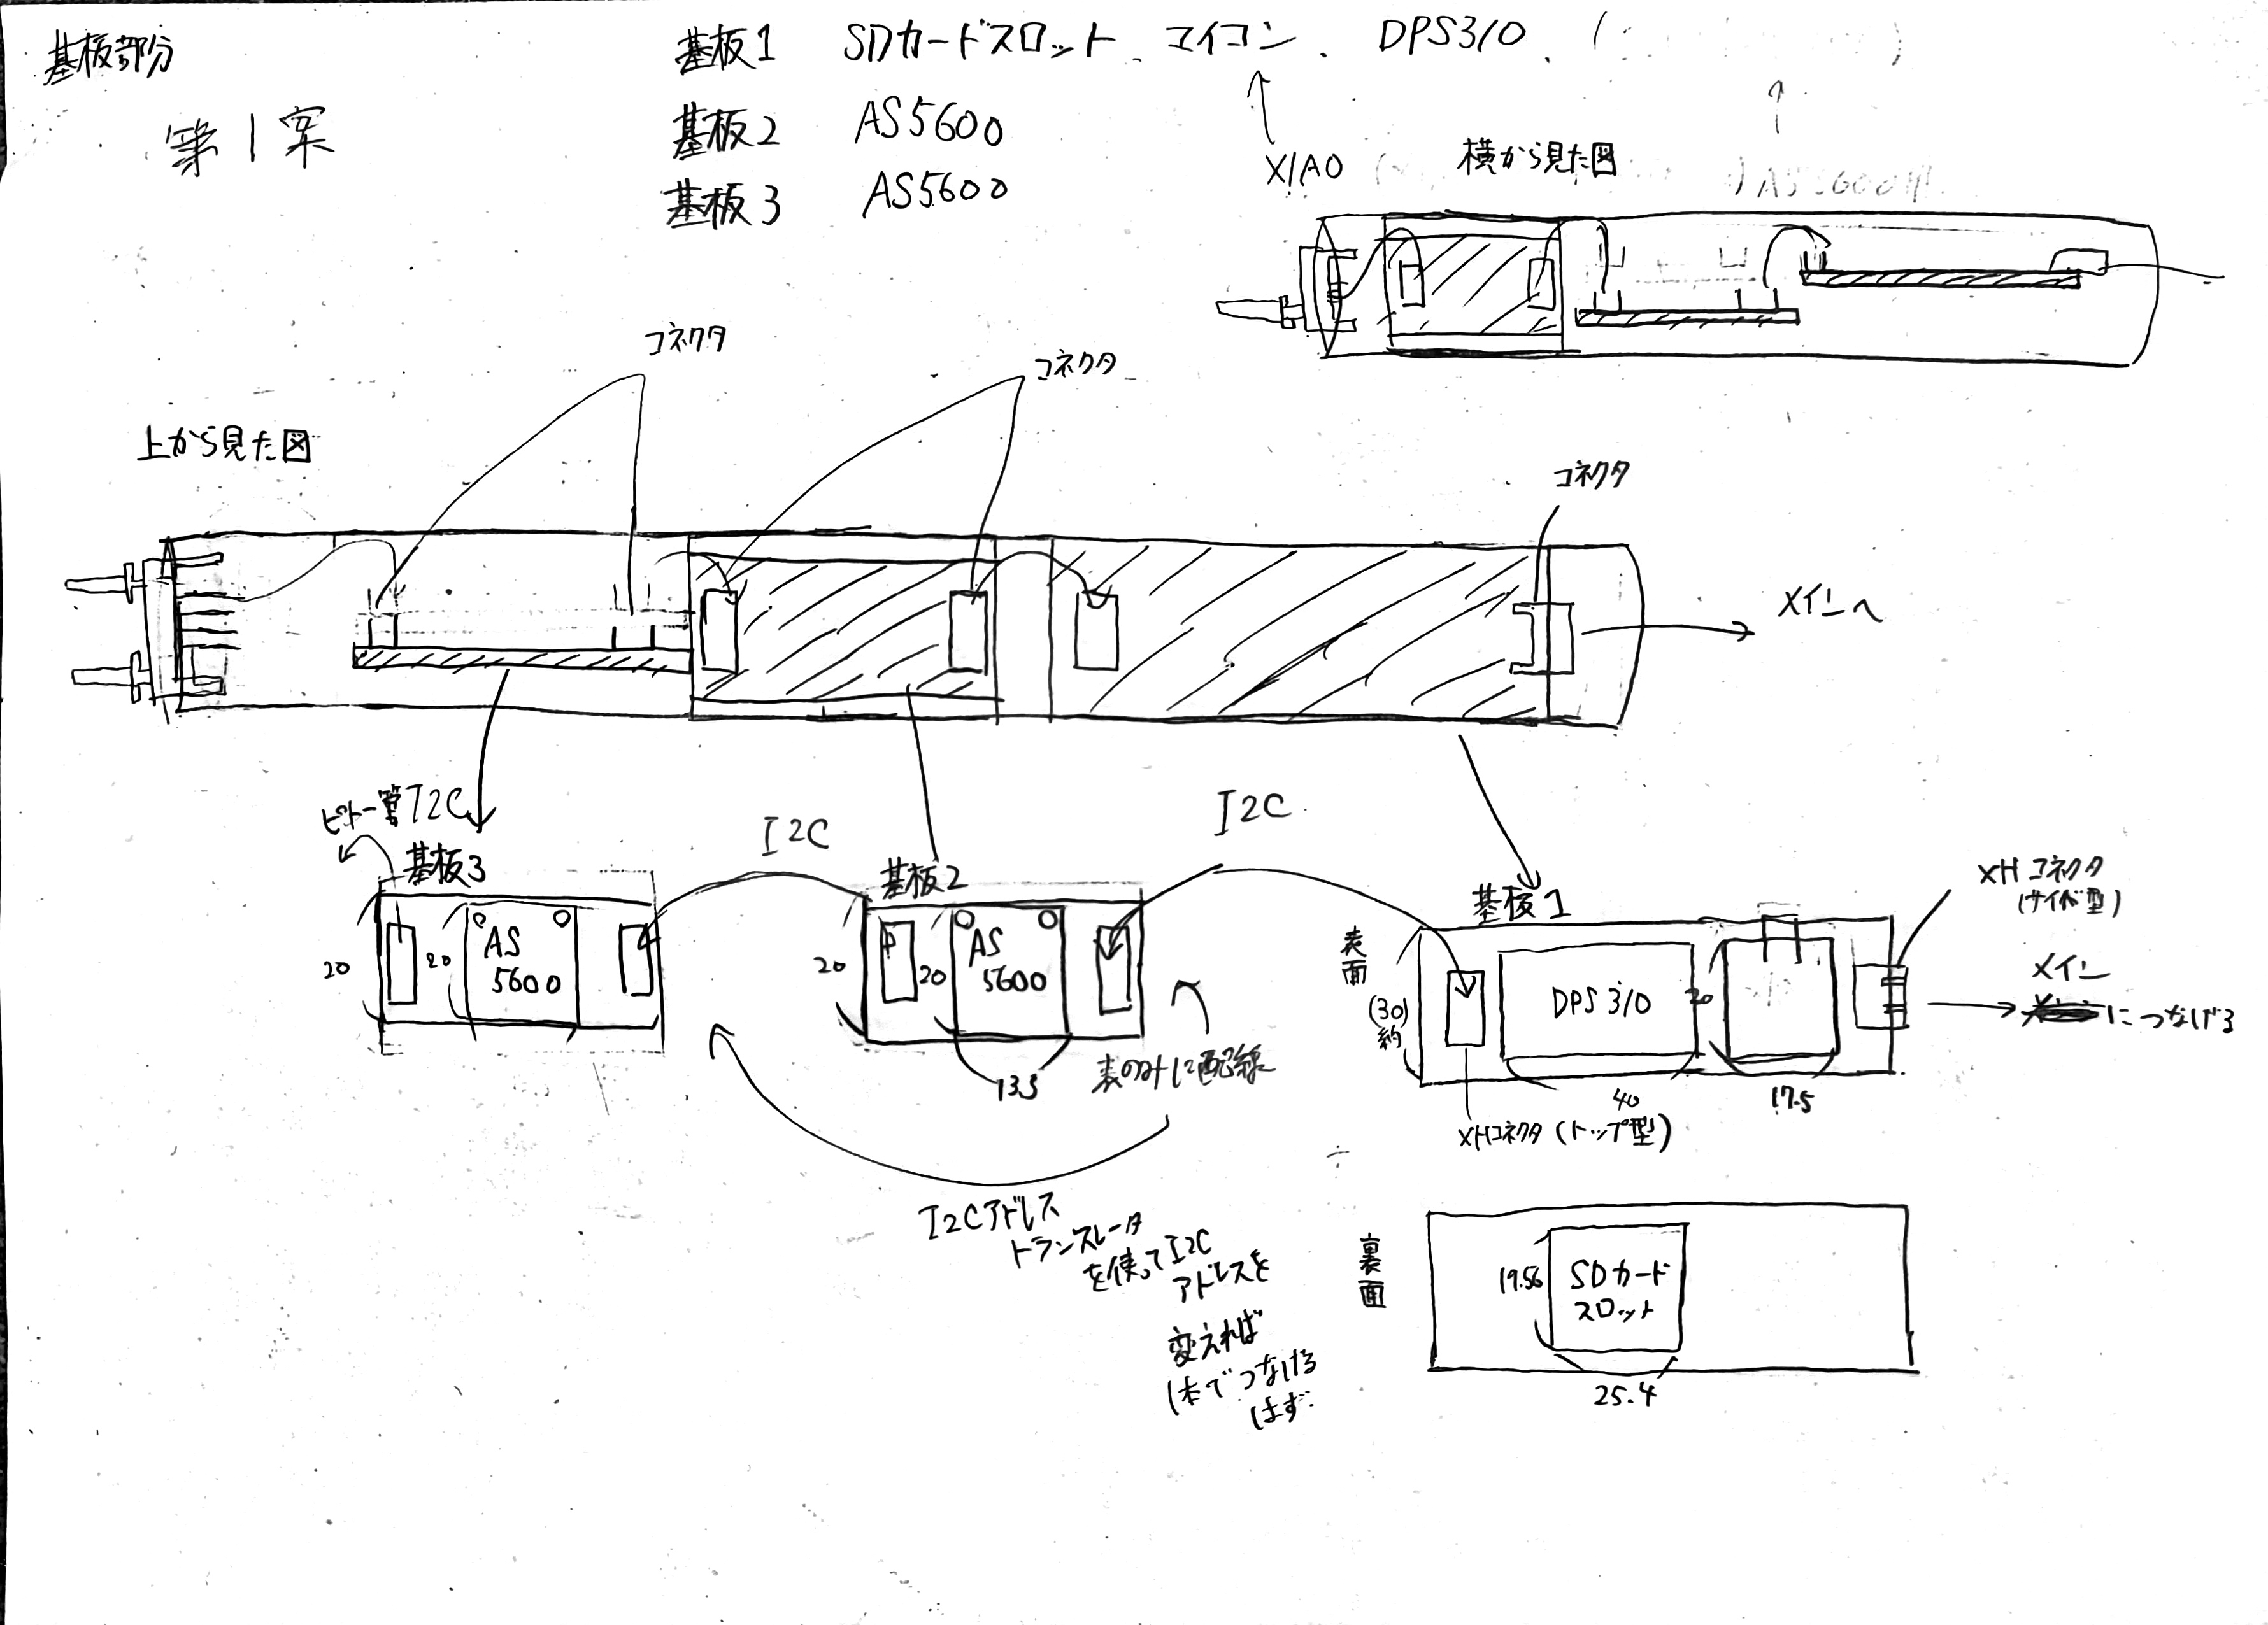 基板部分
第1案
基板1 SDカードスロット、マイコン、DPS310、(
基板2 AS5600
基板3 AS5600
XIAO
横から見た図
コネクタ
コネクタ
上から見た図
コネクタ
メインへ
ピトー管I2C
I2C
I2C
基板3
基板2
基板1
XHコネクタ
(サイド型)
20
20
AS
5600
20
20
AS
5600
13.5
表のみに配線
表面
(30)
約
DPS310
40
20
17.5
メイン
につなげる
XHコネクタ(トップ型)
I2Cアドレス
トランスレータ
を使ってI2C
アドレスを
変えれば
1本でつなげる
はず.
裏面
19.56
SDカード
スロット
25.4